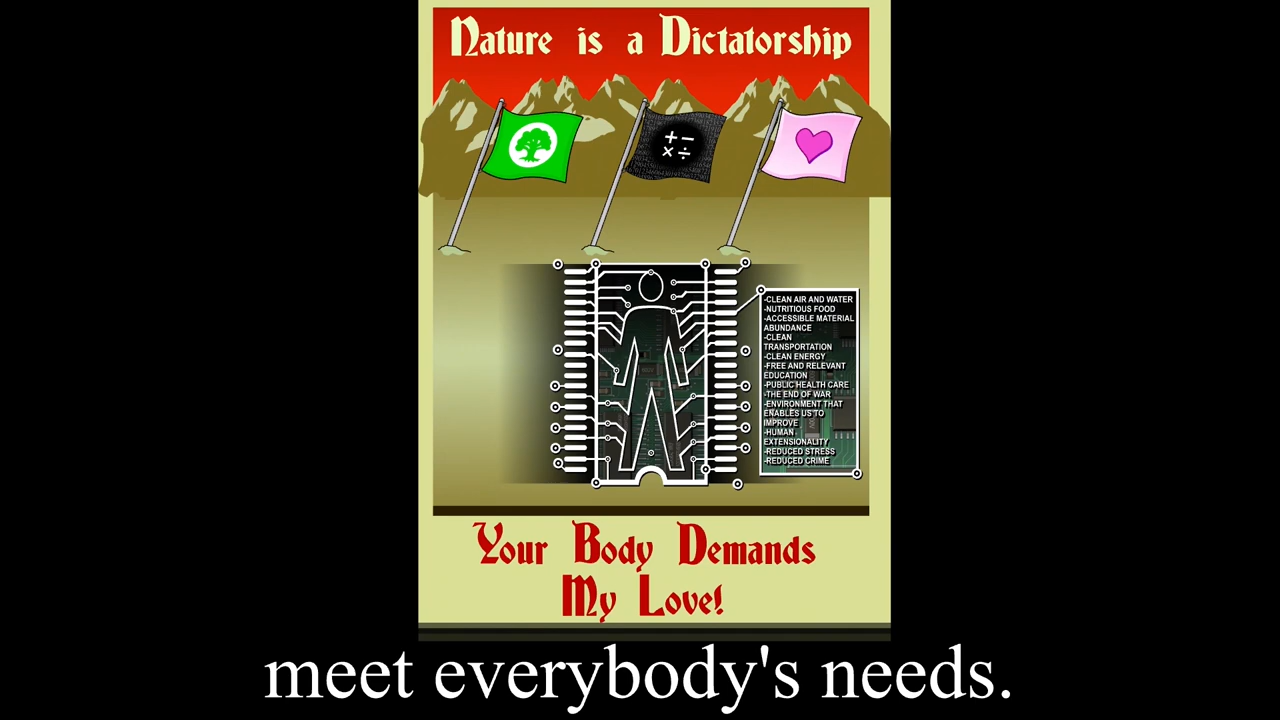 Nature is a Dictatorship
+ −
× ÷
-CLEAN AIR AND WATER
-NUTRITIOUS FOOD
-ACCESSIBLE MATERIAL
ABUNDANCE
-CLEAN
TRANSPORTATION
-CLEAN ENERGY
-FREE AND RELEVANT
EDUCATION
-PUBLIC HEALTH CARE
-THE END OF WAR
-ENVIRONMENT THAT
ENABLES US TO
IMPROVE
-HUMAN
EXTENSIONALITY
-REDUCED STRESS
-REDUCED CRIME
Your Body Demands
My Love!
meet everybody's needs.